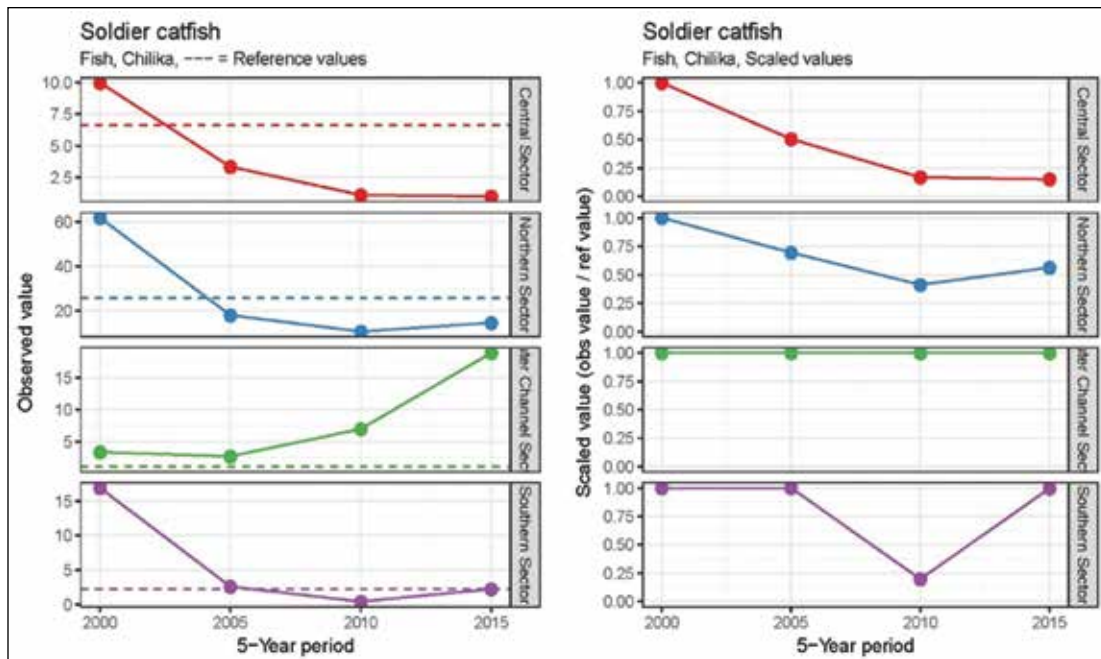 Soldier catfish
Fish, Chilika, --- = Reference values
Observed value
10.0
7.5
5.0
2.5
Central Sector
60
40
20
Northern Sector
15
10
5
ater Channel Sect
15
10
5
0
Southern Sector
2000 2005 2010 2015
5-Year period
Soldier catfish
Fish, Chilika, Scaled values
Scaled value (obs value / ref value)
1.00
0.75
0.50
0.25
0.00
Central Sector
1.00
0.75
0.50
0.25
0.00
Northern Sector
1.00
0.75
0.50
0.25
0.00
ater Channel Sec
1.00
0.75
0.50
0.25
0.00
Southern Sector
2000 2005 2010 2015
5-Year period